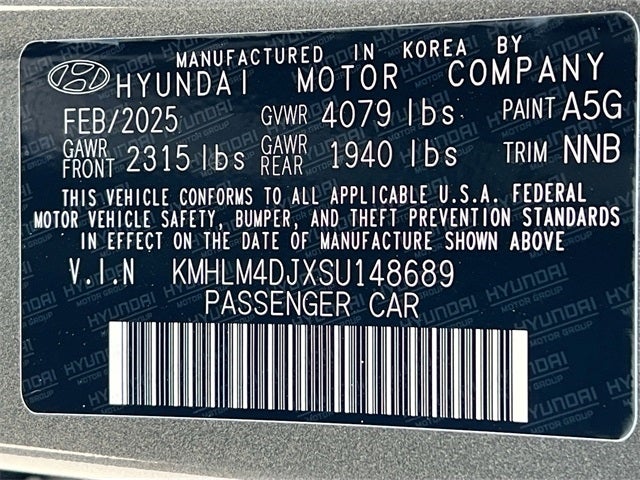 MANUFACTURED IN KOREA BY
HYUNDAI MOTOR COMPANY
FEB/2025 GVWR 4079 lbs PAINT A5G
GAWR FRONT 2315 lbs GAWR REAR 1940 lbs TRIM NNB
THIS VEHICLE CONFORMS TO ALL APPLICABLE U.S.A. FEDERAL
MOTOR VEHICLE SAFETY, BUMPER, AND THEFT PREVENTION STANDARDS
IN EFFECT ON THE DATE OF MANUFACTURE SHOWN ABOVE
V.I.N KMHLM4DJXSU148689
PASSENGER CAR